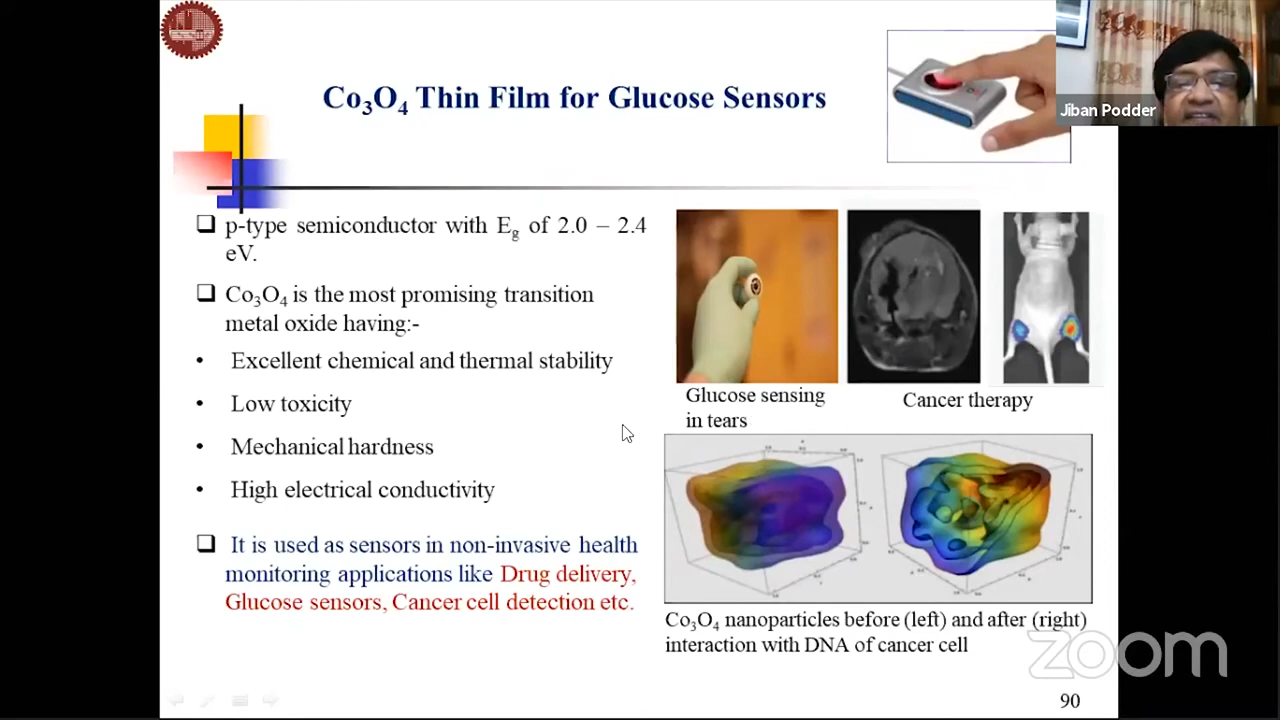 Co₃O₄ Thin Film for Glucose Sensors
Jiban Podder
❑ p-type semiconductor with Eg of 2.0 – 2.4
eV.
❑ Co₃O₄ is the most promising transition
metal oxide having:-
• Excellent chemical and thermal stability
• Low toxicity
• Mechanical hardness
• High electrical conductivity
❑ It is used as sensors in non-invasive health
monitoring applications like Drug delivery,
Glucose sensors, Cancer cell detection etc.
Glucose sensing
in tears
Cancer therapy
Co₃O₄ nanoparticles before (left) and after (right)
interaction with DNA of cancer cell
zoom
90